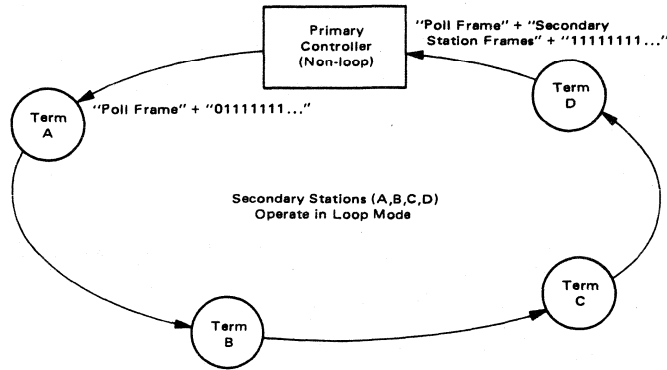 Primary
Controller
(Non-loop)
"Poll Frame" + "Secondary
Station Frames" + "11111111..."
Term
A
"Poll Frame" + "01111111..."
Term
D
Secondary Stations (A,B,C,D)
Operate in Loop Mode
Term
C
Term
B